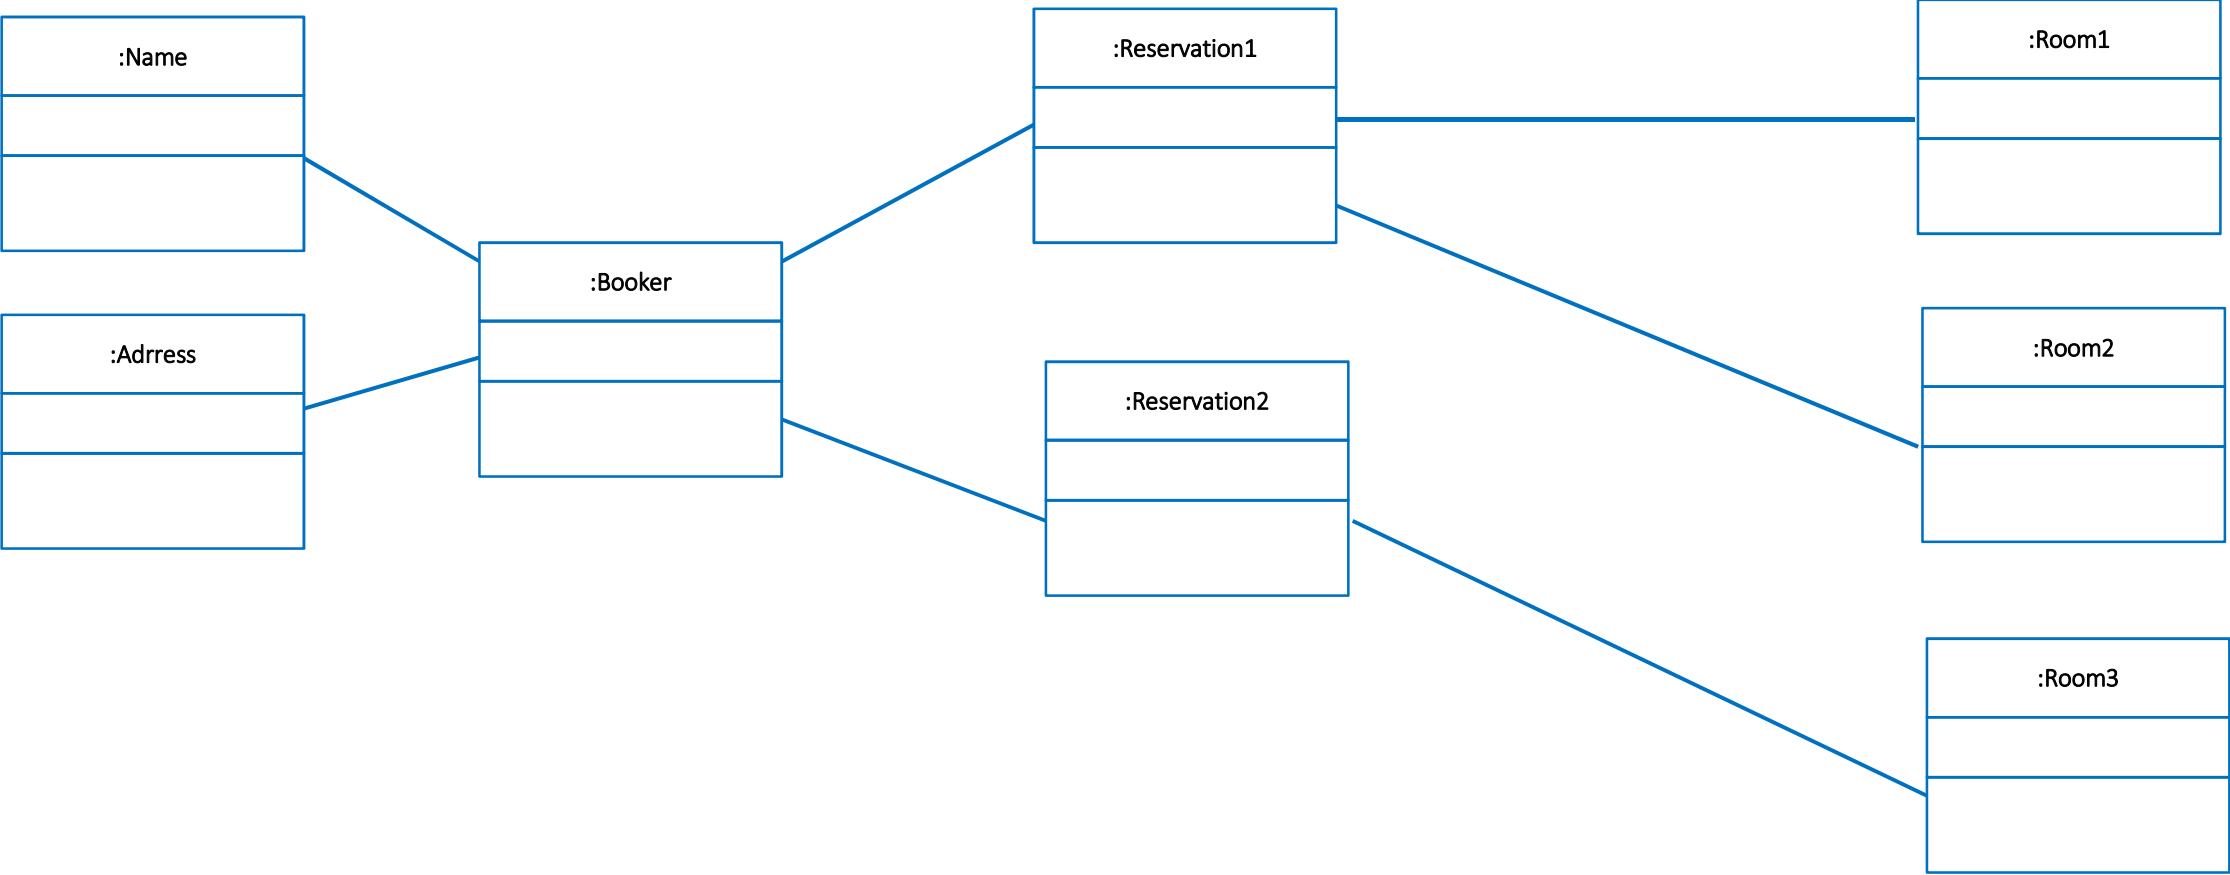 :Name
:Adrress
:Booker
:Reservation1
:Reservation2
:Room1
:Room2
:Room3